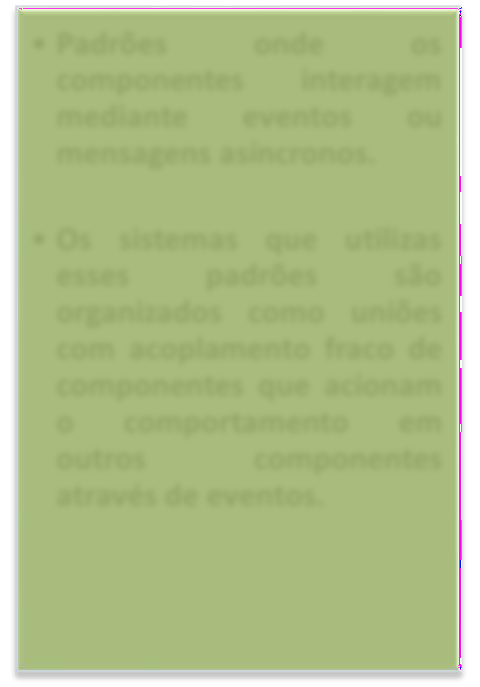 • Padrões onde os
componentes interagem
mediante eventos ou
mensagens asíncronos.
• Os sistemas que utilizas
esses padrões são
organizados como uniões
com acoplamento fraco de
componentes que acionam
o comportamento em
outros componentes
através de eventos.